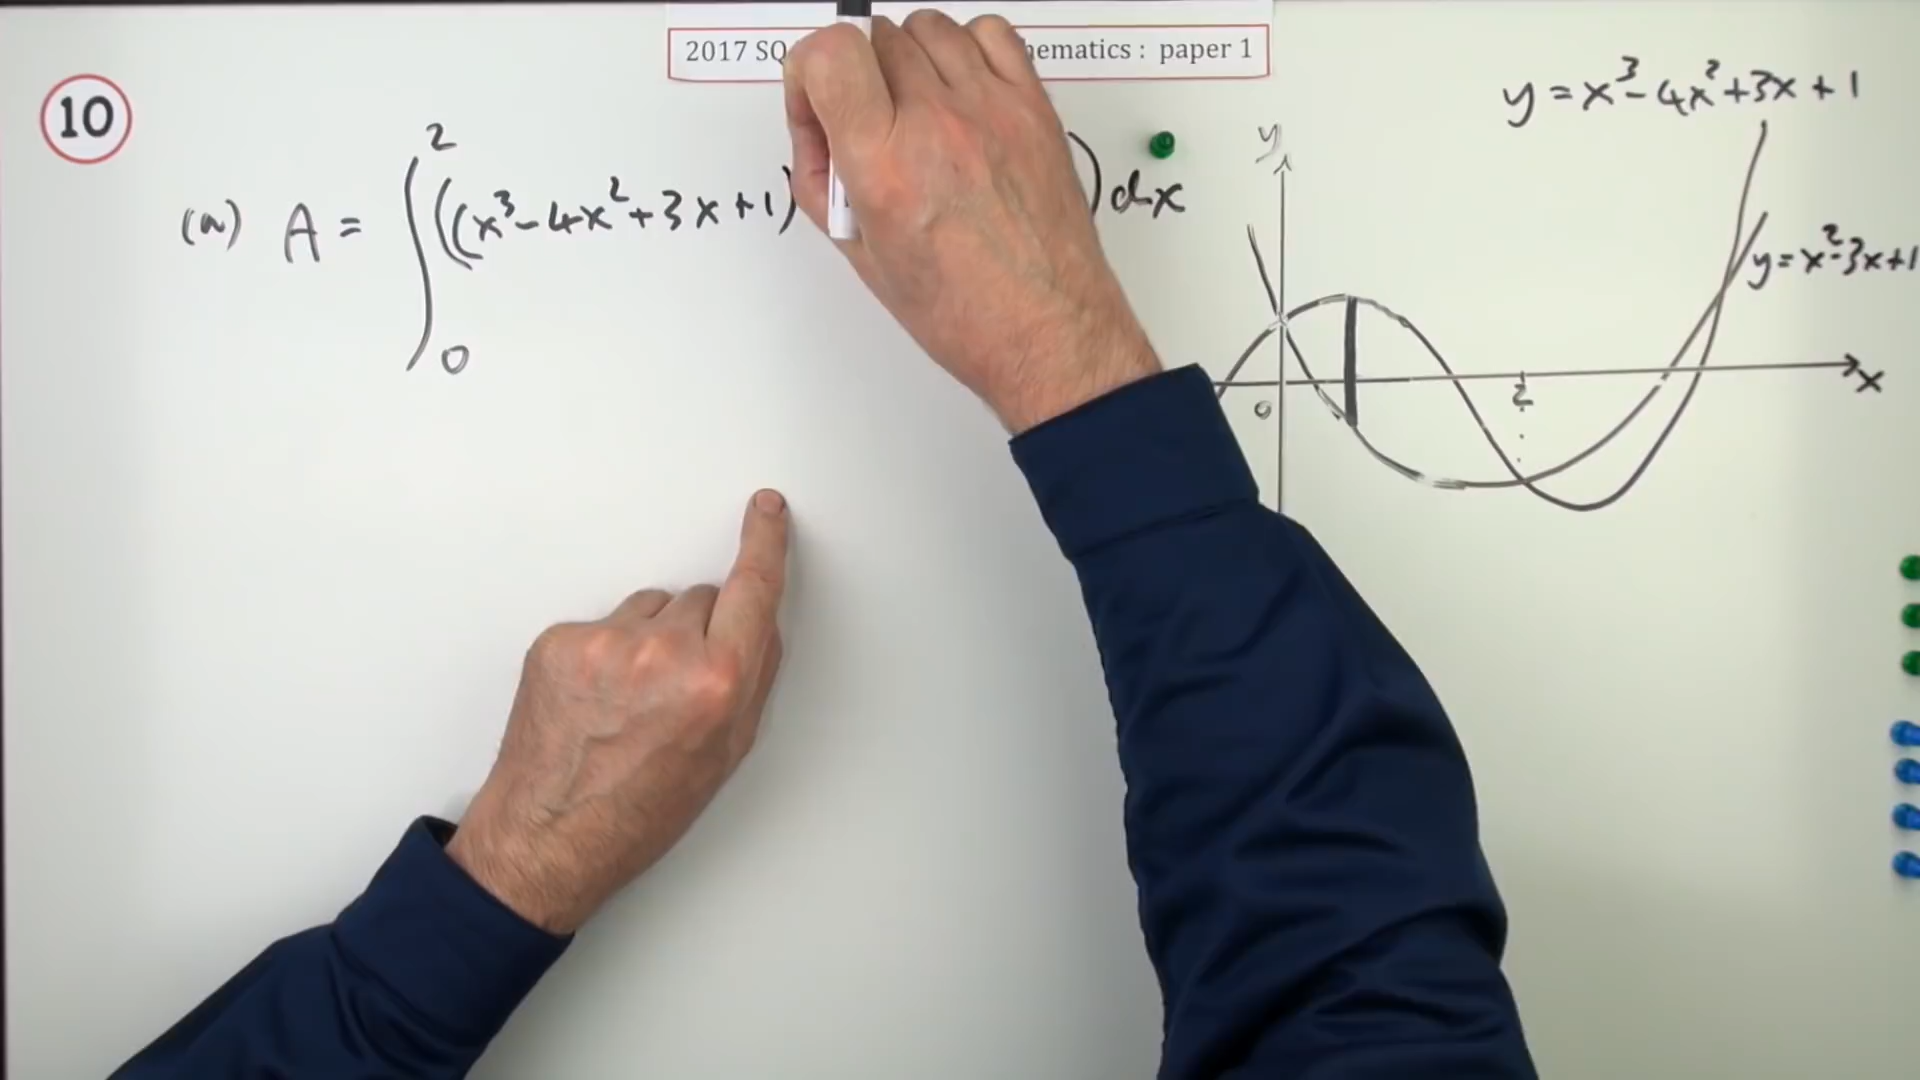 2017 SQ ematics : paper 1
10
y = x³ - 4x² + 3x + 1
(a) A = ∫₀² ((x³ - 4x² + 3x + 1) ) dx
y
y = x² - 3x + 1
0
2
x